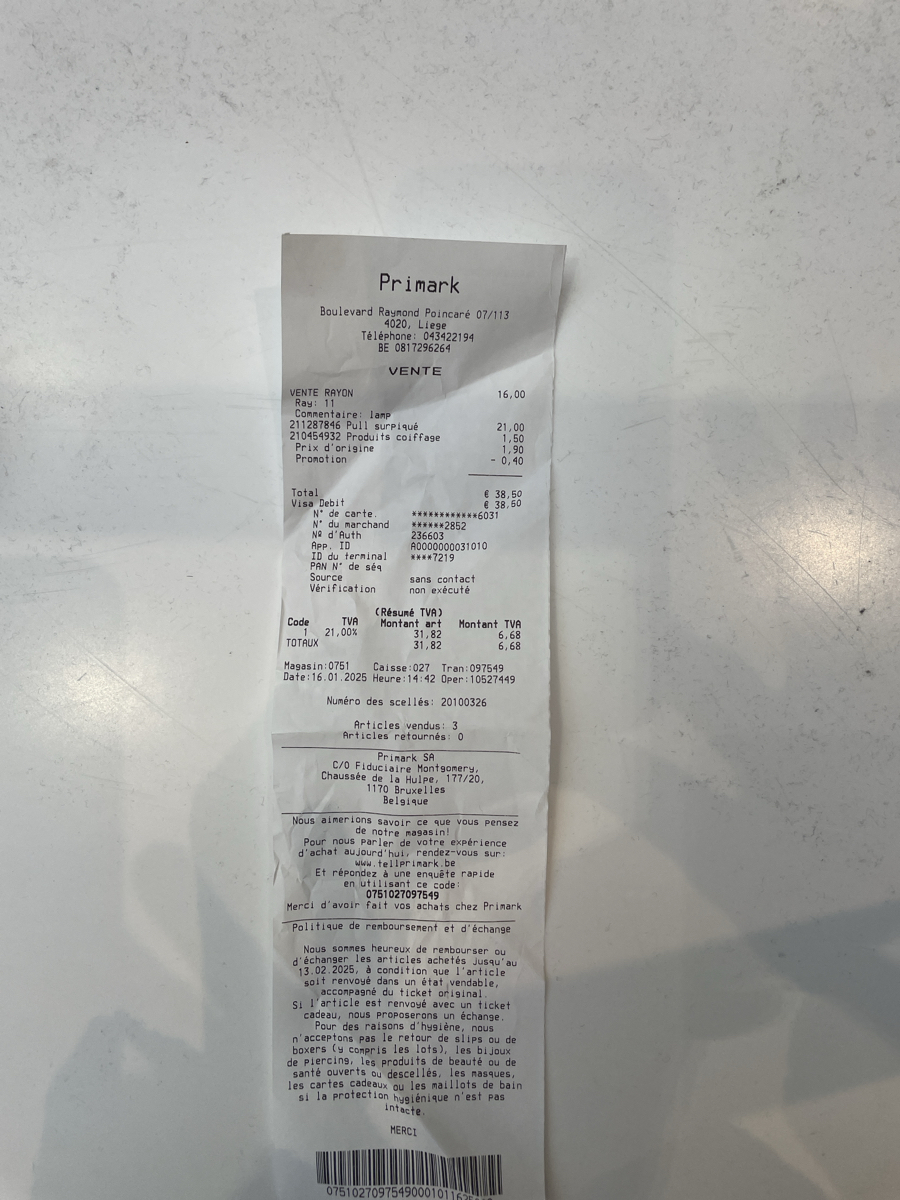 Primark
Boulevard Raymond Poincaré 07/113
4020, Liege
Téléphone: 043422194
BE 0817296264
VENTE
VENTE RAYON 16,00
Ray: 11
Commentaire: lamp
211287846 Pull surpiqué 21,00
210454932 Produits coiffage 1,50
Prix d'origine 1,90
Promotion - 0,40
Total € 38,50
Visa Debit € 38,50
N° de carte. ************6031
N° du marchand ******2852
Nº d'Auth 236603
App. ID A0000000031010
ID du terminal ****7219
PAN N° de séq
Source sans contact
Vérification non exécuté
(Résumé TVA)
Code TVA Montant art Montant TVA
1 21,00% 31,82 6,68
TOTAUX 31,82 6,68
Magasin:0751 Caisse:027 Tran:097549
Date:16.01.2025 Heure:14:42 Oper:10527449
Numéro des scellés: 20100326
Articles vendus: 3
Articles retournés: 0
Primark SA
C/O Fiduciaire Montgomery,
Chaussée de la Hulpe, 177/20,
1170 Bruxelles
Belgique
Nous aimerions savoir ce que vous pensez
de notre magasin!
Pour nous parler de votre expérience
d'achat aujourd'hui, rendez-vous sur:
www.tellprimark.be
Et répondez à une enquête rapide
en utilisant ce code:
0751027097549
Merci d'avoir fait vos achats chez Primark
Politique de remboursement et d'échange
Nous sommes heureux de rembourser ou
d'échanger les articles achetés jusqu'au
13.02.2025, à condition que l'article
soit renvoyé dans un état vendable,
accompagné du ticket original.
Si l'article est renvoyé avec un ticket
cadeau, nous proposerons un échange.
Pour des raisons d'hygiène, nous
n'acceptons pas le retour de slips ou de
boxers (y compris les lots), les bijoux
de piercing, les produits de beauté ou de
santé ouverts ou descellés, les masques,
les cartes cadeaux ou les maillots de bain
si la protection hygiénique n'est pas
intacte.
MERCI